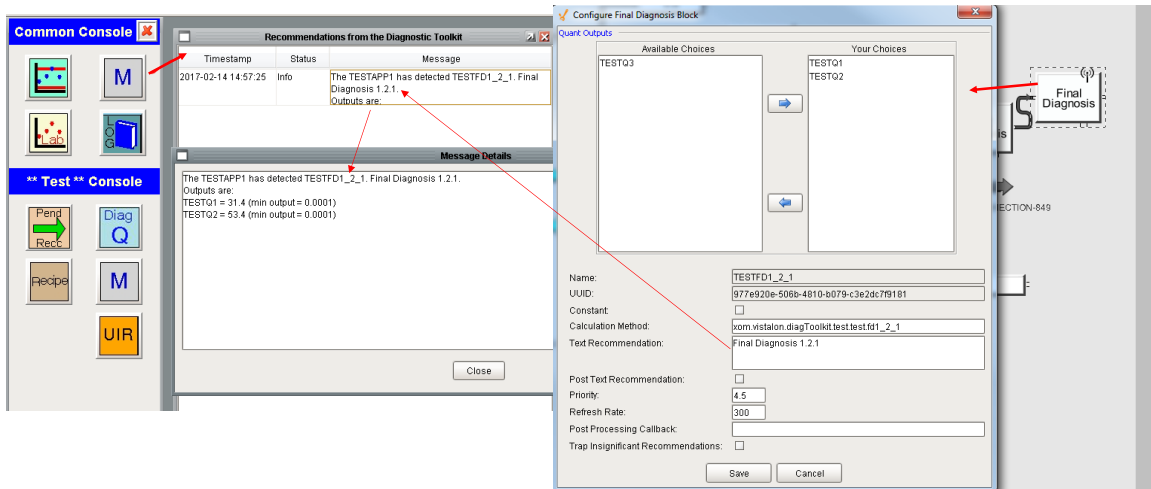 Common Console
M
Lab
LOG
** Test ** Console
Pend
Recc
Diag
Q
Recipe
M
UIR
Recommendations from the Diagnostic Toolkit
Timestamp Status Message
2017-02-14 14:57:25 Info The TESTAPP1 has detected TESTFD1_2_1. Final
Diagnosis 1.2.1.
Outputs are:
Message Details
The TESTAPP1 has detected TESTFD1_2_1. Final Diagnosis 1.2.1.
Outputs are:
TESTQ1 = 31.4 (min output = 0.0001)
TESTQ2 = 53.4 (min output = 0.0001)
Close
Configure Final Diagnosis Block
Quant Outputs
Available Choices Your Choices
TESTQ3
TESTQ1
TESTQ2
Name: TESTFD1_2_1
UUID: 977e920e-506b-4810-b079-c3e2dc7f9181
Constant:
Calculation Method: xom.vistalon.diagToolkit.test.test.fd1_2_1
Text Recommendation: Final Diagnosis 1.2.1
Post Text Recommendation:
Priority: 4.5
Refresh Rate: 300
Post Processing Callback:
Trap Insignificant Recommendations:
Save Cancel
Final
Diagnosis
is
ECTION-849